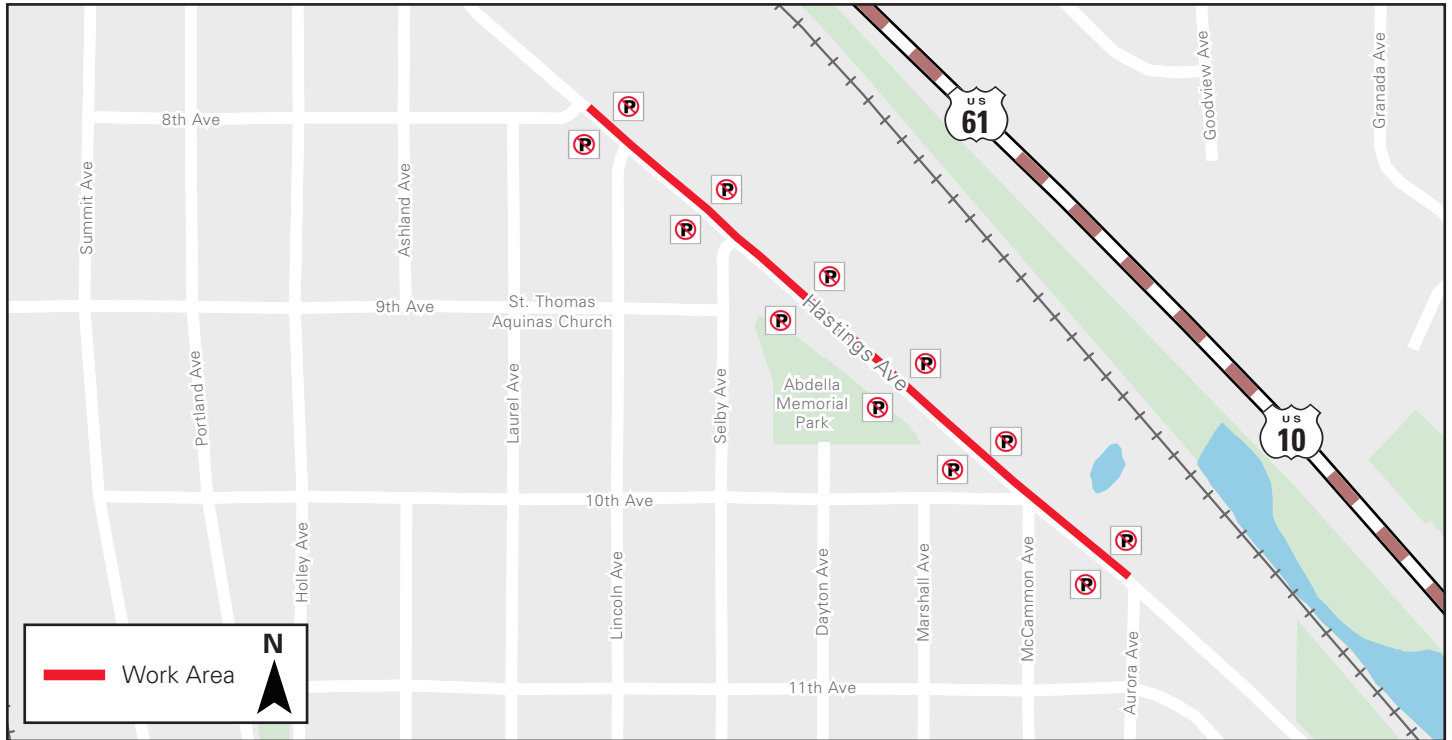 Goodview Ave
Granada Ave
US
61
8th Ave
P
P
Summit Ave
Ashland Ave
P
P
P
9th Ave
St. Thomas
Aquinas Church
Hastings Ave
P
Portland Ave
Laurel Ave
Selby Ave
Abdella
Memorial
Park
P
P
US
10
P
P
10th Ave
Holley Ave
Lincoln Ave
Dayton Ave
Marshall Ave
McCammon Ave
P
P
Aurora Ave
11th Ave
Work Area
N